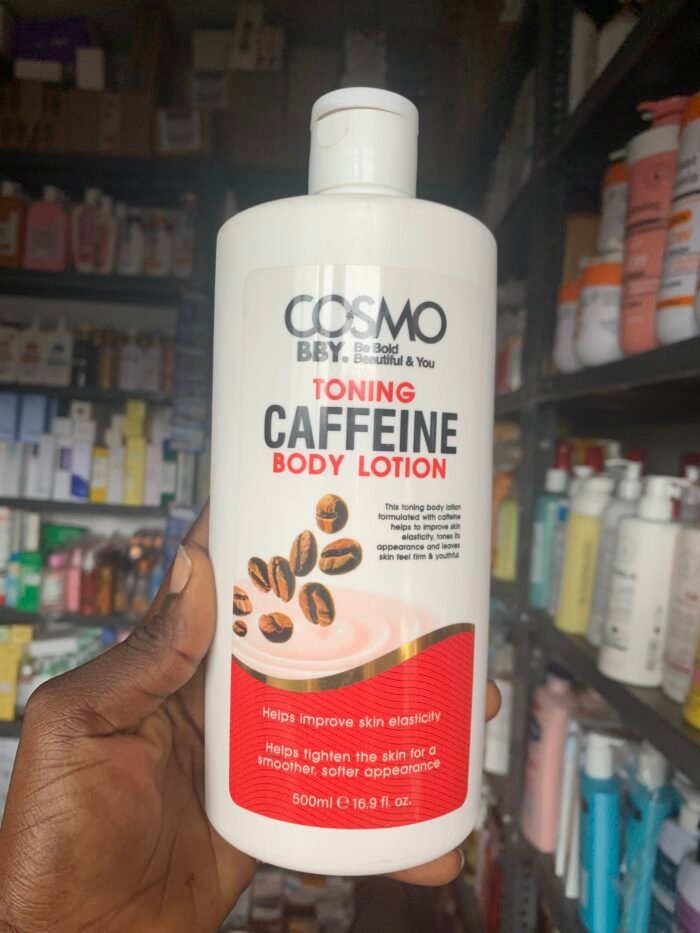 COSMO
BBY. Be Bold
Beautiful & You
TONING
CAFFEINE
BODY LOTION
This toning body lotion
formulated with caffeine
helps to improve skin
elasticity, tones its
appearance and leaves
skin feel firm & youthful.
Helps improve skin elasticity
Helps tighten the skin for a
smoother, softer appearance
500ml e 16.9 fl. oz.